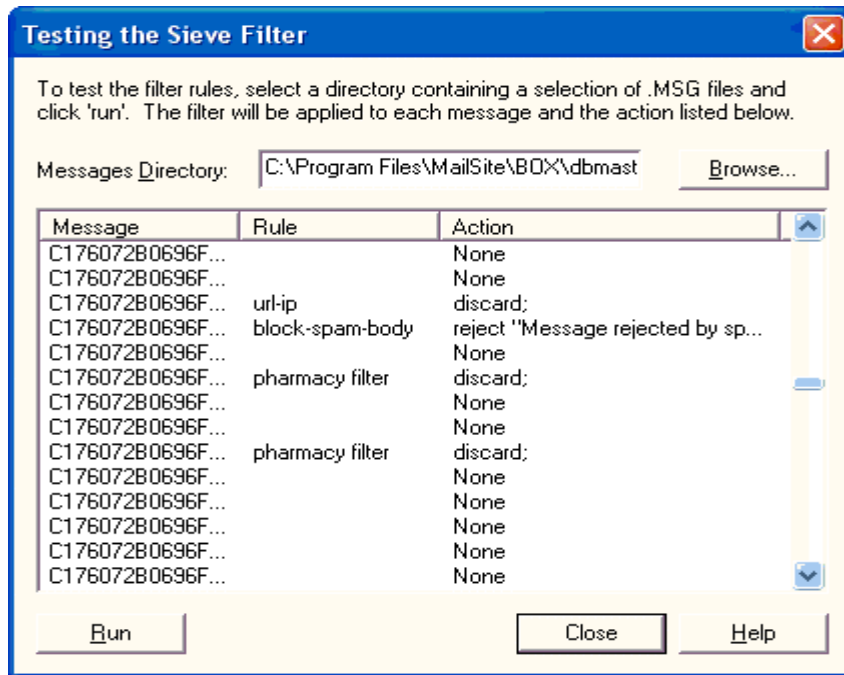 Testing the Sieve Filter
To test the filter rules, select a directory containing a selection of .MSG files and
click 'run'. The filter will be applied to each message and the action listed below.
Messages Directory: C:\Program Files\MailSite\BOX\dbmast Browse...
Message Rule Action
C176072B0696F... None
C176072B0696F... None
C176072B0696F... url-ip discard;
C176072B0696F... block-spam-body reject "Message rejected by sp...
C176072B0696F... None
C176072B0696F... pharmacy filter discard;
C176072B0696F... None
C176072B0696F... None
C176072B0696F... pharmacy filter discard;
C176072B0696F... None
C176072B0696F... None
C176072B0696F... None
C176072B0696F... None
C176072B0696F... None
Run Close Help